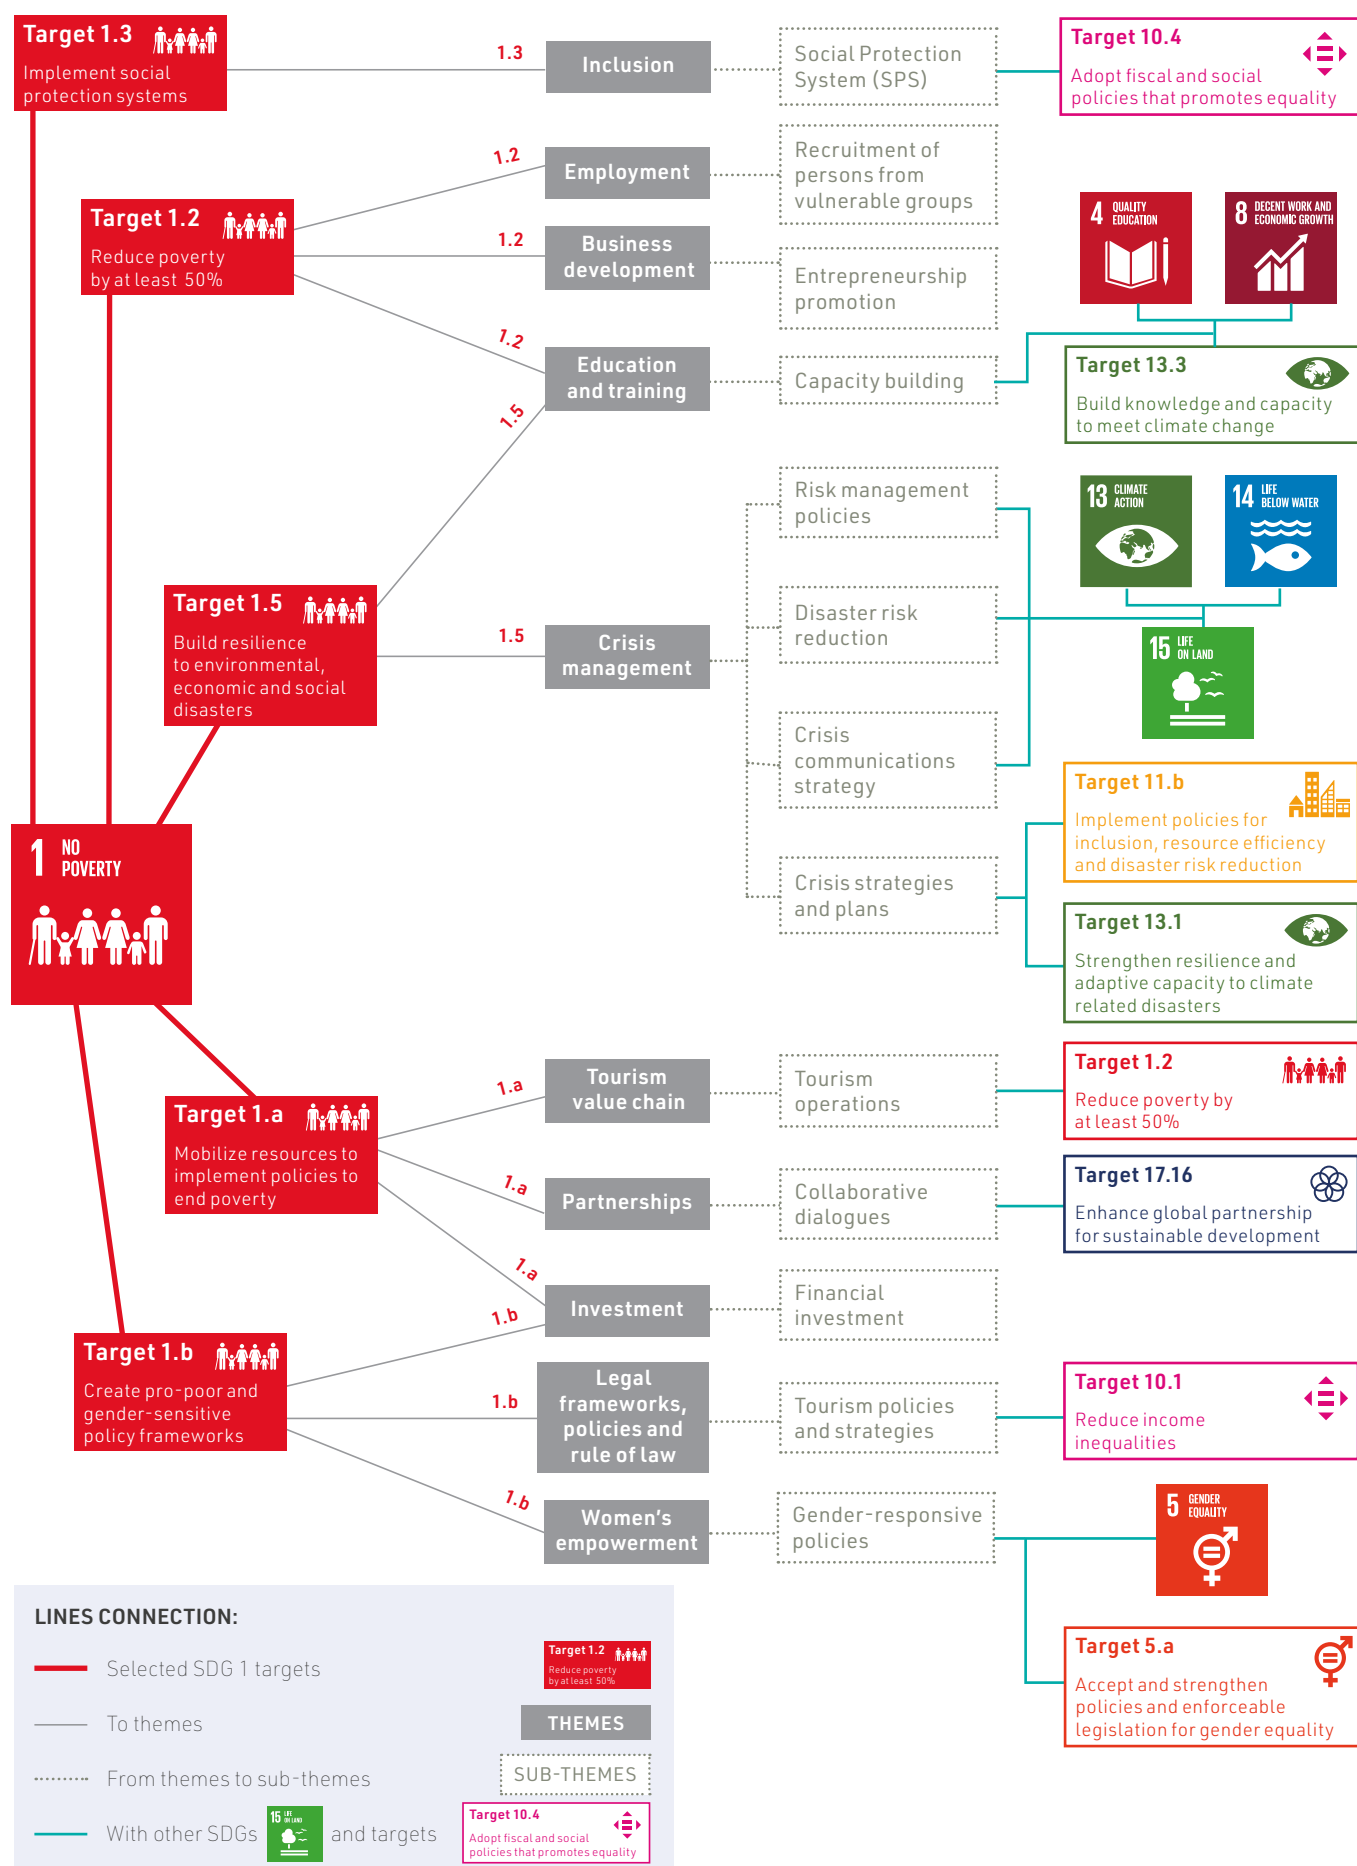 Target 1.3
Implement social
protection systems
1.3
Inclusion
Social Protection
System (SPS)
Target 10.4
Adopt fiscal and social
policies that promotes equality
Target 1.2
Reduce poverty
by at least 50%
1.2
Employment
Recruitment of
persons from
vulnerable groups
1.2
Business
development
Entrepreneurship
promotion
1.2
Education
and training
Capacity building
4 QUALITY
EDUCATION
8 DECENT WORK AND
ECONOMIC GROWTH
Target 13.3
Build knowledge and capacity
to meet climate change
1.5
Target 1.5
Build resilience
to environmental,
economic and social
disasters
1.5
Crisis
management
Risk management
policies
Disaster risk
reduction
Crisis
communications
strategy
Crisis strategies
and plans
13 CLIMATE
ACTION
14 LIFE
BELOW WATER
15 LIFE
ON LAND
Target 11.b
Implement policies for
inclusion, resource efficiency
and disaster risk reduction
Target 13.1
Strengthen resilience and
adaptive capacity to climate
related disasters
1 NO
POVERTY
Target 1.a
Mobilize resources to
implement policies to
end poverty
1.a
Tourism
value chain
Tourism
operations
Target 1.2
Reduce poverty by
at least 50%
1.a
Partnerships
Collaborative
dialogues
Target 17.16
Enhance global partnership
for sustainable development
1.a
Investment
Financial
investment
1.b
Target 1.b
Create pro-poor and
gender-sensitive
policy frameworks
1.b
Legal
frameworks,
policies and
rule of law
Tourism policies
and strategies
Target 10.1
Reduce income
inequalities
1.b
Women's
empowerment
Gender-responsive
policies
5 GENDER
EQUALITY
Target 5.a
Accept and strengthen
policies and enforceable
legislation for gender equality
LINES CONNECTION:
Selected SDG 1 targets
Target 1.2
Reduce poverty
by at least 50%
To themes
THEMES
From themes to sub-themes
SUB-THEMES
With other SDGs
15 LIFE
ON LAND
and targets
Target 10.4
Adopt fiscal and social
policies that promotes equality